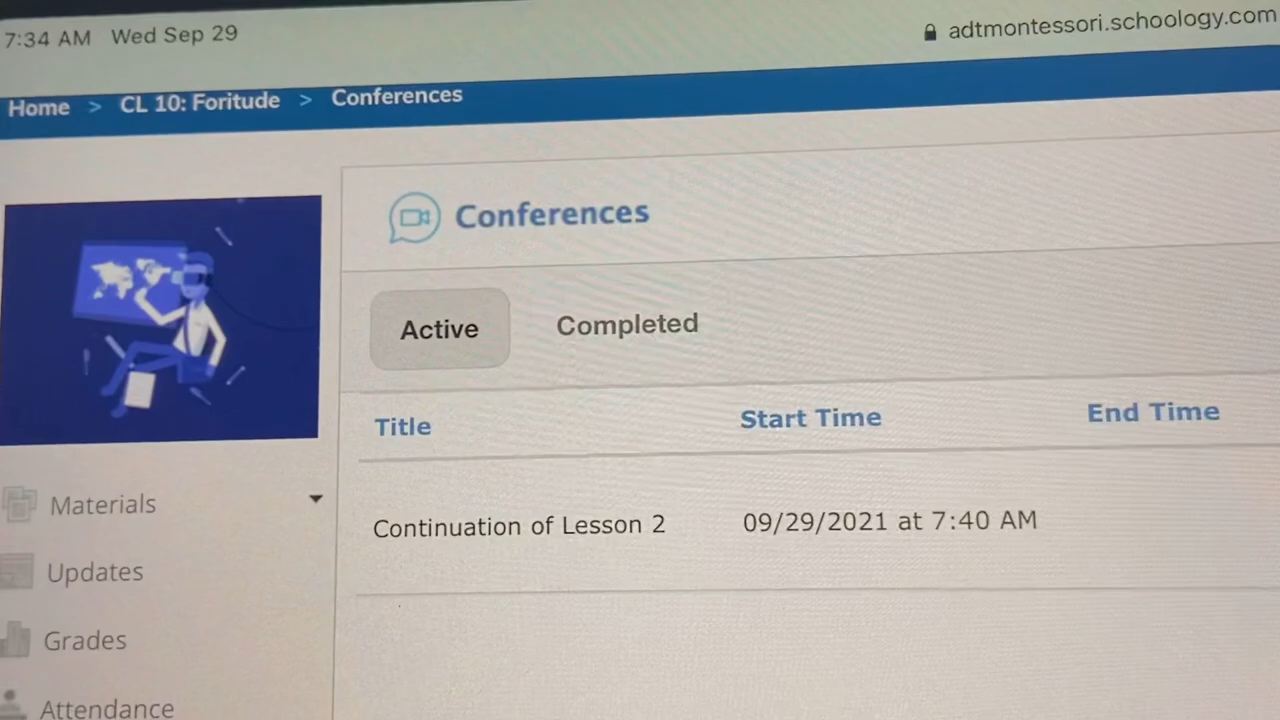 7:34 AM Wed Sep 29
adtmontessori.schoology.com
Home > CL 10: Foritude > Conferences
Conferences
Active Completed
Title Start Time End Time
Continuation of Lesson 2 09/29/2021 at 7:40 AM
Materials
Updates
Grades
Attendance